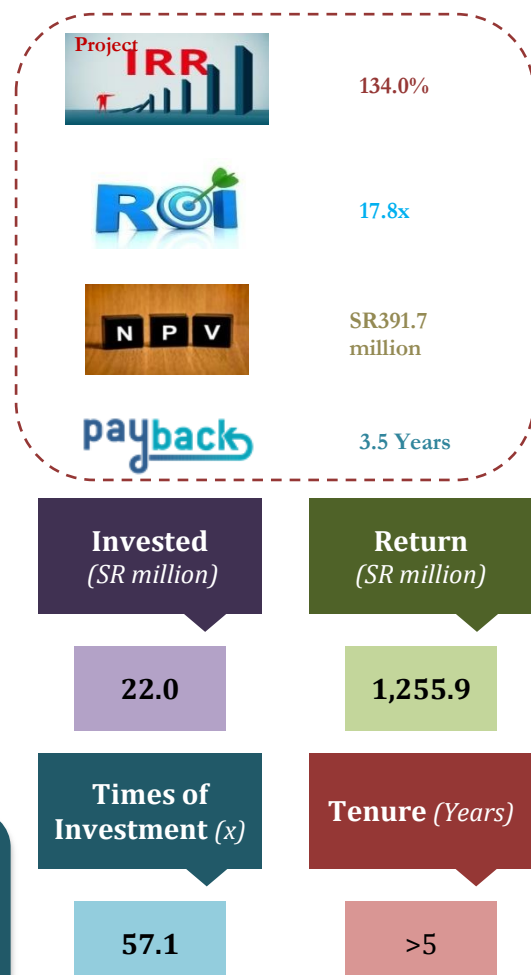 Project
IRR
134.0%
ROI
17.8x
NPV
SR391.7
million
payback
3.5 Years
Invested
(SR million)
Return
(SR million)
22.0
1,255.9
Times of
Investment (x)
Tenure (Years)
57.1
>5